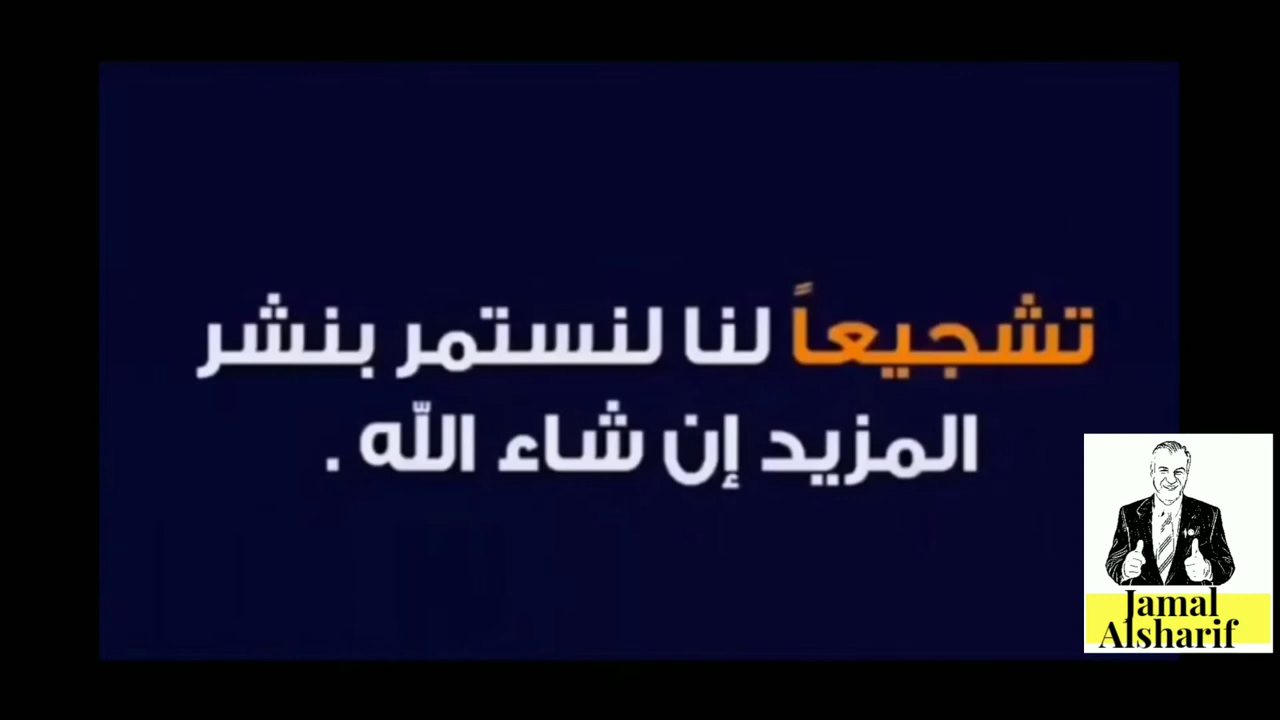 تشجيعاً لنا لنستمر بنشر
المزيد إن شاء الله .
Jamal
Alsharif